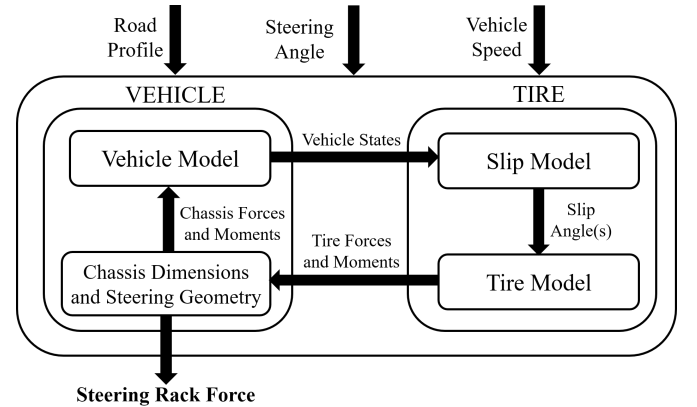 Road
Profile
Steering
Angle
Vehicle
Speed
VEHICLE
TIRE
Vehicle Model
Vehicle States
Slip Model
Chassis Forces
and Moments
Slip
Angle(s)
Tire Forces
and Moments
Chassis Dimensions
and Steering Geometry
Tire Model
Steering Rack Force